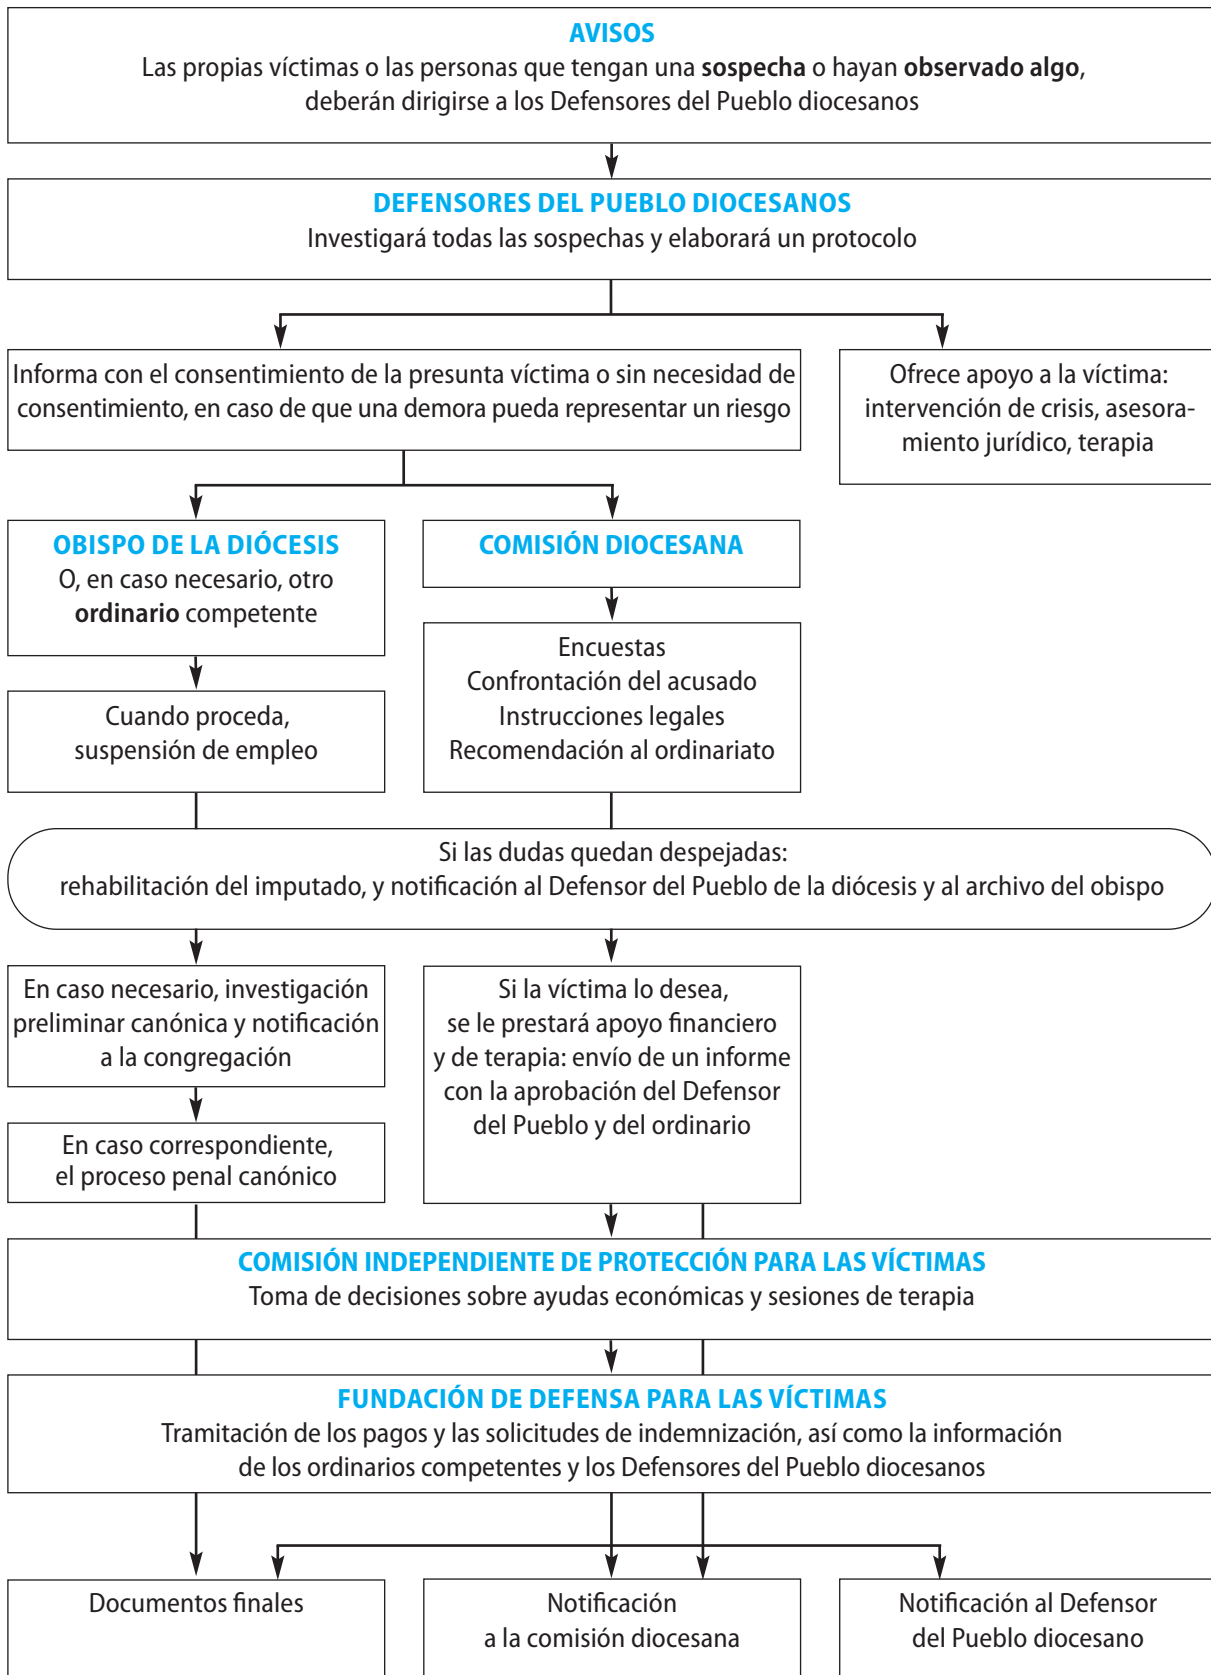 AVISOS
Las propias víctimas o las personas que tengan una sospecha o hayan observado algo,
deberán dirigirse a los Defensores del Pueblo diocesanos
DEFENSORES DEL PUEBLO DIOCESANOS
Investigará todas las sospechas y elaborará un protocolo
Informa con el consentimiento de la presunta víctima o sin necesidad de
consentimiento, en caso de que una demora pueda representar un riesgo
Ofrece apoyo a la víctima:
intervención de crisis, asesora-
miento jurídico, terapia
OBISPO DE LA DIÓCESIS
O, en caso necesario, otro
ordinario competente
COMISIÓN DIOCESANA
Cuando proceda,
suspensión de empleo
Encuestas
Confrontación del acusado
Instrucciones legales
Recomendación al ordinariato
Si las dudas quedan despejadas:
rehabilitación del imputado, y notificación al Defensor del Pueblo de la diócesis y al archivo del obispo
En caso necesario, investigación
preliminar canónica y notificación
a la congregación
En caso correspondiente,
el proceso penal canónico
Si la víctima lo desea,
se le prestará apoyo financiero
y de terapia: envío de un informe
con la aprobación del Defensor
del Pueblo y del ordinario
COMISIÓN INDEPENDIENTE DE PROTECCIÓN PARA LAS VÍCTIMAS
Toma de decisiones sobre ayudas económicas y sesiones de terapia
FUNDACIÓN DE DEFENSA PARA LAS VÍCTIMAS
Tramitación de los pagos y las solicitudes de indemnización, así como la información
de los ordinarios competentes y los Defensores del Pueblo diocesanos
Documentos finales
Notificación
a la comisión diocesana
Notificación al Defensor
del Pueblo diocesano